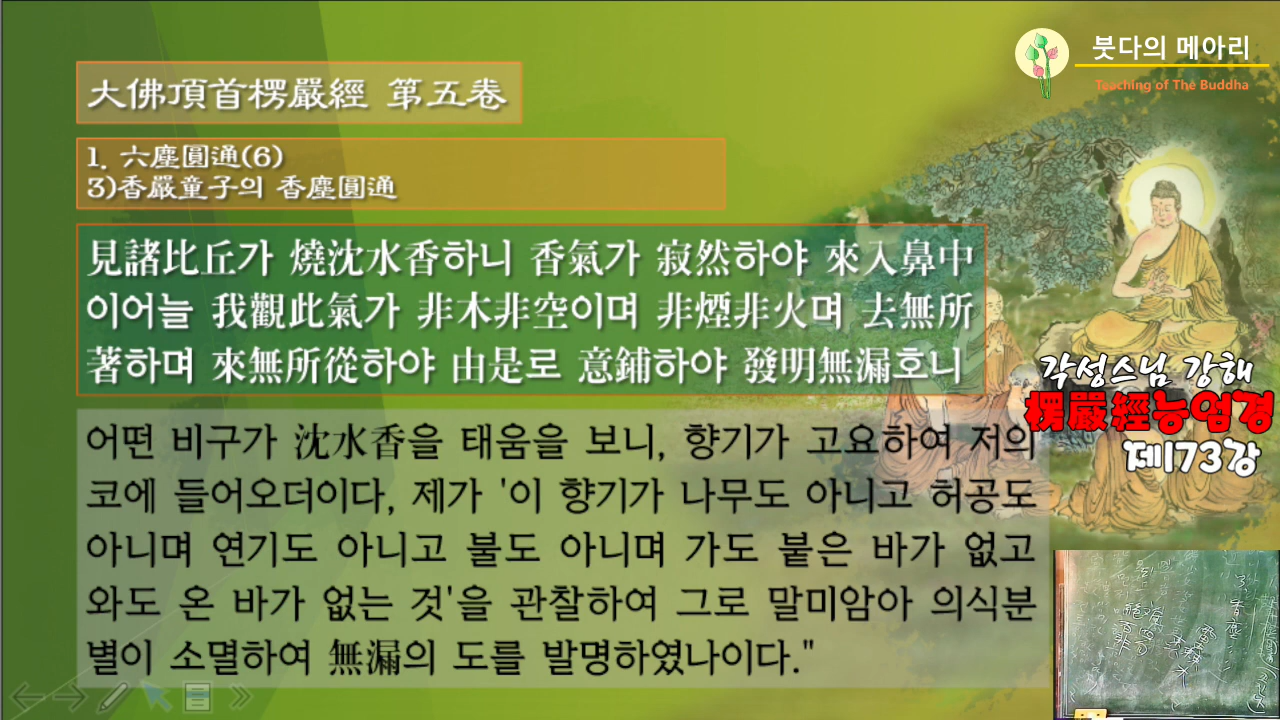 大佛頂首楞嚴經 第五卷
1. 六塵圓通(6)
3)香嚴童子의 香塵圓通
見諸比丘가 燒沈水香하니 香氣가 寂然하야 來入鼻中
이어늘 我觀此氣가 非木非空이며 非煙非火며 去無所
著하며 來無所從하야 由是로 意銷하야 發明無漏호니
어떤 비구가 沈水香을 태움을 보니, 향기가 고요하여 저의
코에 들어오더이다, 제가 '이 향기가 나무도 아니고 허공도
아니며 연기도 아니고 불도 아니며 가도 붙은 바가 없고
와도 온 바가 없는 것'을 관찰하여 그로 말미암아 의식분
별이 소멸하여 無漏의 도를 발명하였나이다."
붓다의 메아리
Teaching of The Buddha
각성스님 강해
楞嚴經능엄경
제173강